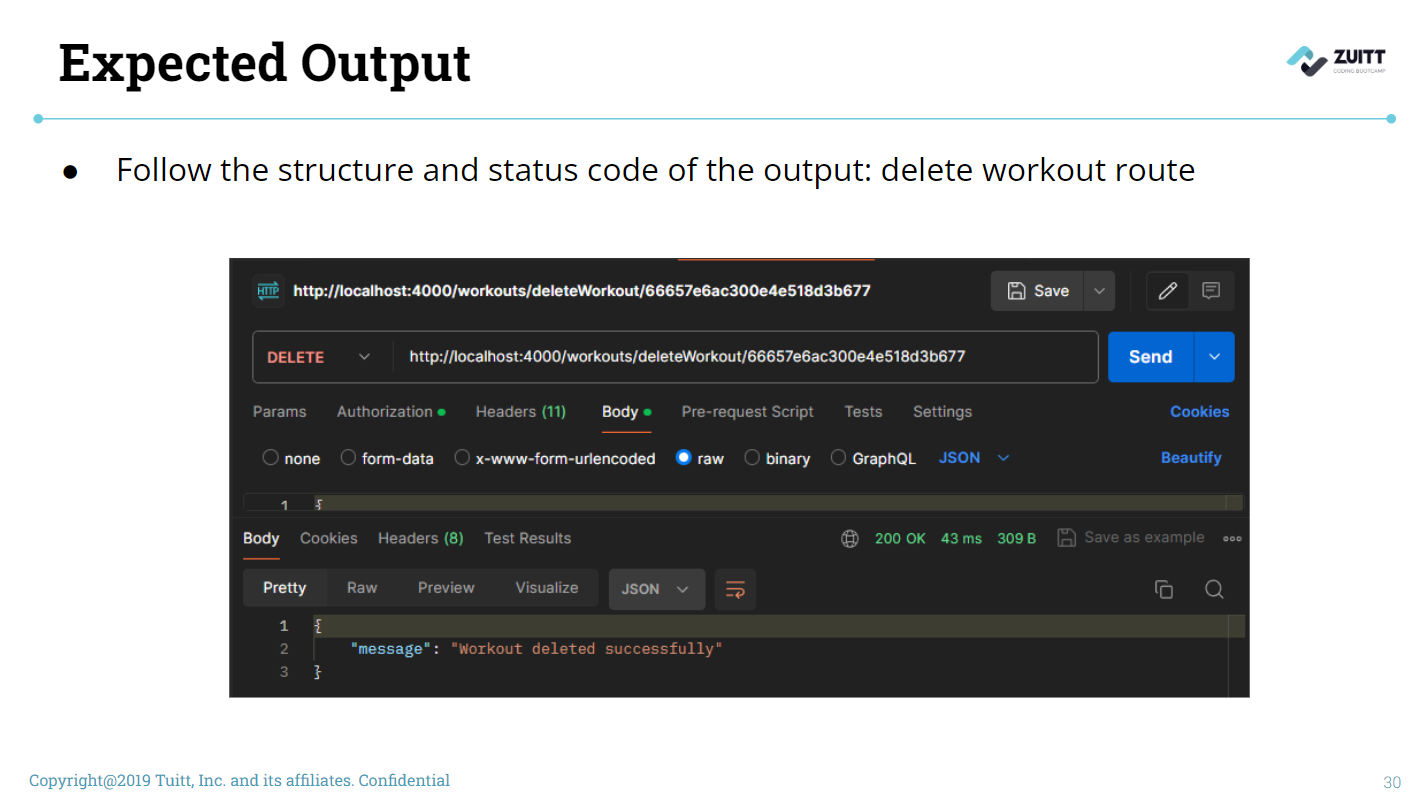 Expected Output
ZUITT
CODING BOOTCAMP
● Follow the structure and status code of the output: delete workout route
HTTP http://localhost:4000/workouts/deleteWorkout/66657e6ac300e4e518d3b677 Save
DELETE http://localhost:4000/workouts/deleteWorkout/66657e6ac300e4e518d3b677 Send
Params Authorization Headers (11) Body Pre-request Script Tests Settings Cookies
none form-data x-www-form-urlencoded raw binary GraphQL JSON Beautify
1 {
Body Cookies Headers (8) Test Results 200 OK 43 ms 309 B Save as example
Pretty Raw Preview Visualize JSON
1 {
2 "message": "Workout deleted successfully"
3 }
Copyright@2019 Tuitt, Inc. and its affiliates. Confidential
30